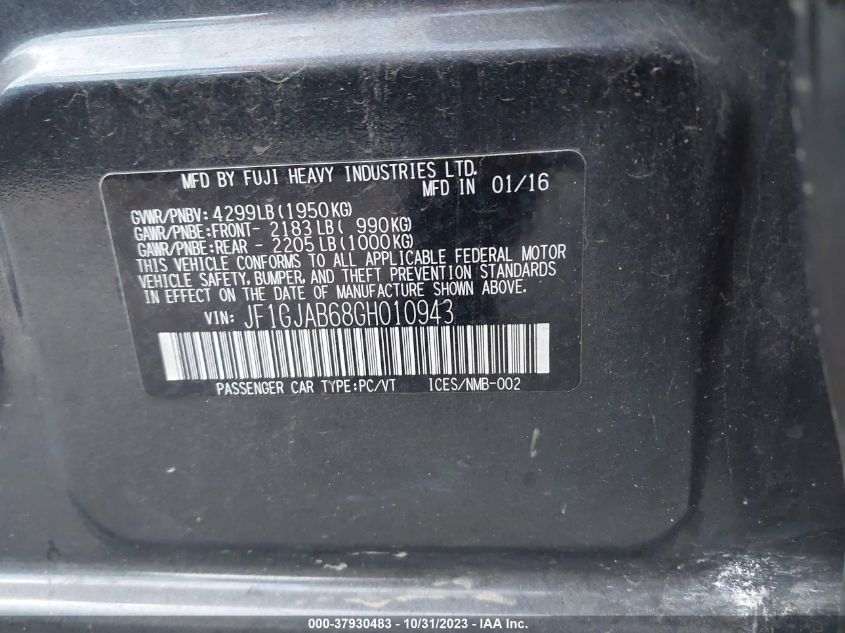 MFD BY FUJI HEAVY INDUSTRIES LTD.
MFD IN 01/16
GVWR/PNBV: 4299LB(1950KG)
GAWR/PNBE:FRONT- 2183LB( 990KG)
GAWR/PNBE:REAR - 2205LB(1000KG)
THIS VEHICLE CONFORMS TO ALL APPLICABLE FEDERAL MOTOR
VEHICLE SAFETY, BUMPER, AND THEFT PREVENTION STANDARDS
IN EFFECT ON THE DATE OF MANUFACTURE SHOWN ABOVE.
VIN: JF1GJAB68GH010943
PASSENGER CAR TYPE:PC/VT ICES/NMB-002
000-37930483 - 10/31/2023 - IAA Inc.